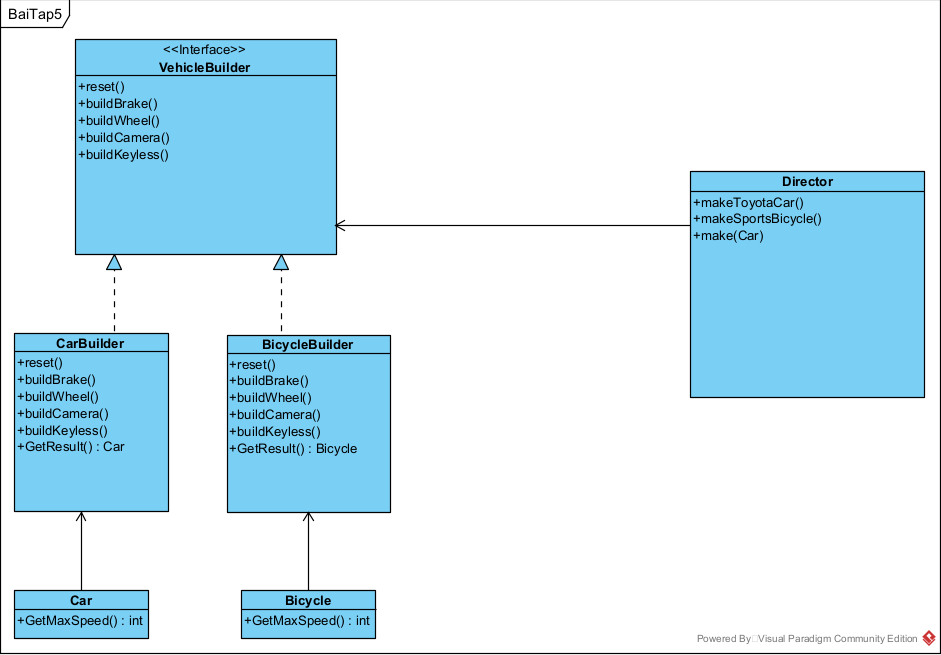 BaiTap5
<<Interface>>
VehicleBuilder
+reset()
+buildBrake()
+buildWheel()
+buildCamera()
+buildKeyless()
Director
+makeToyotaCar()
+makeSportsBicycle()
+make(Car)
CarBuilder
+reset()
+buildBrake()
+buildWheel()
+buildCamera()
+buildKeyless()
+GetResult() : Car
BicycleBuilder
+reset()
+buildBrake()
+buildWheel()
+buildCamera()
+buildKeyless()
+GetResult() : Bicycle
Car
+GetMaxSpeed() : int
Bicycle
+GetMaxSpeed() : int
Powered By Visual Paradigm Community Edition